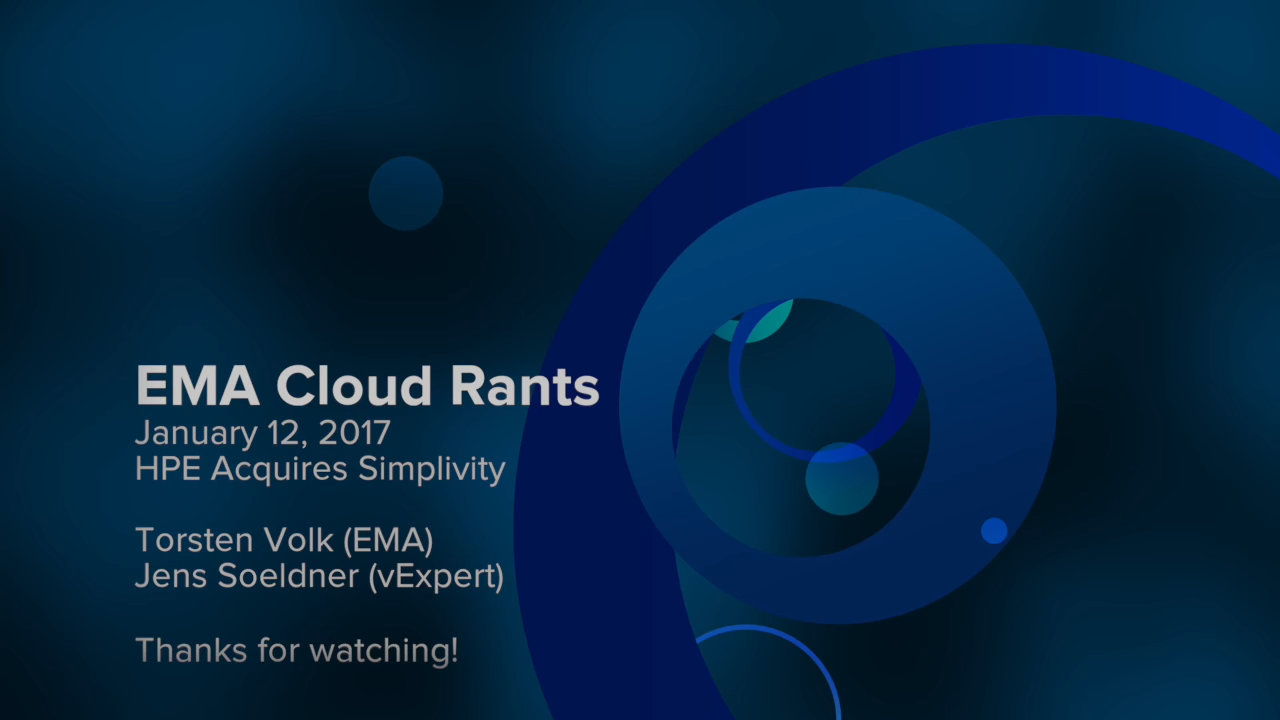 EMA Cloud Rants
January 12, 2017
HPE Acquires Simplivity
Torsten Volk (EMA)
Jens Soeldner (vExpert)
Thanks for watching!